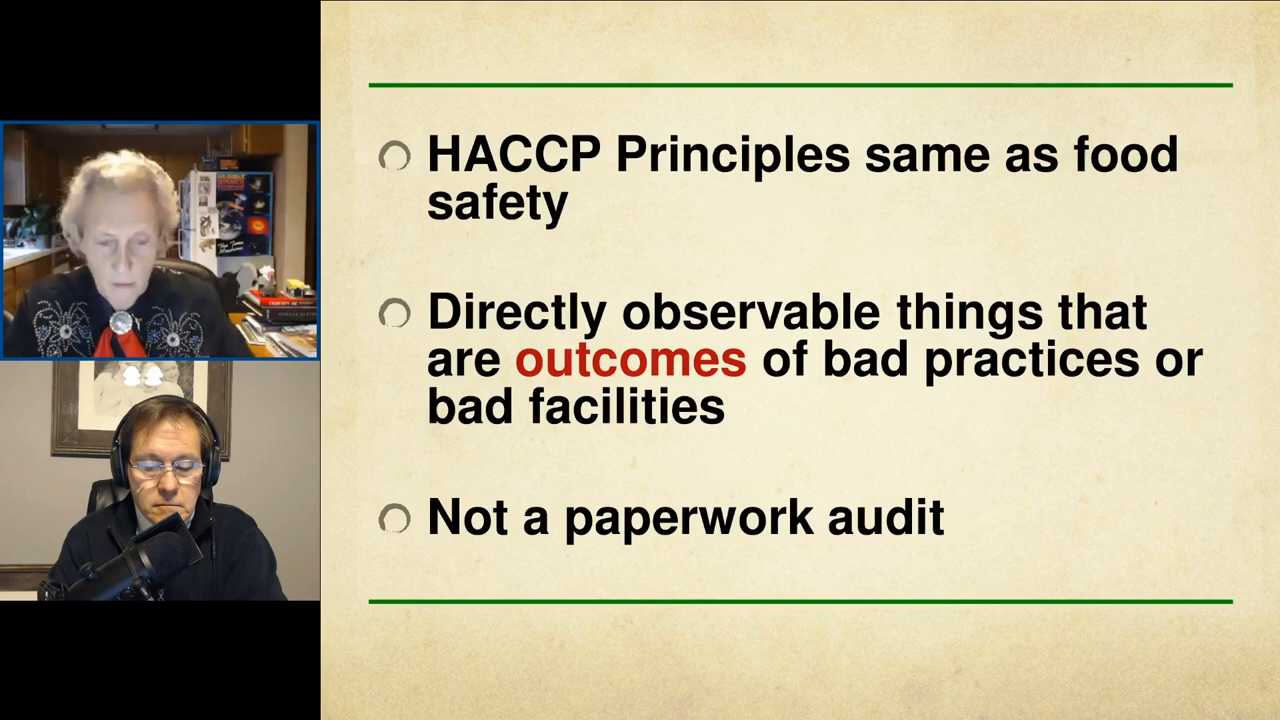 HACCP Principles same as food
safety
Directly observable things that
are outcomes of bad practices or
bad facilities
Not a paperwork audit